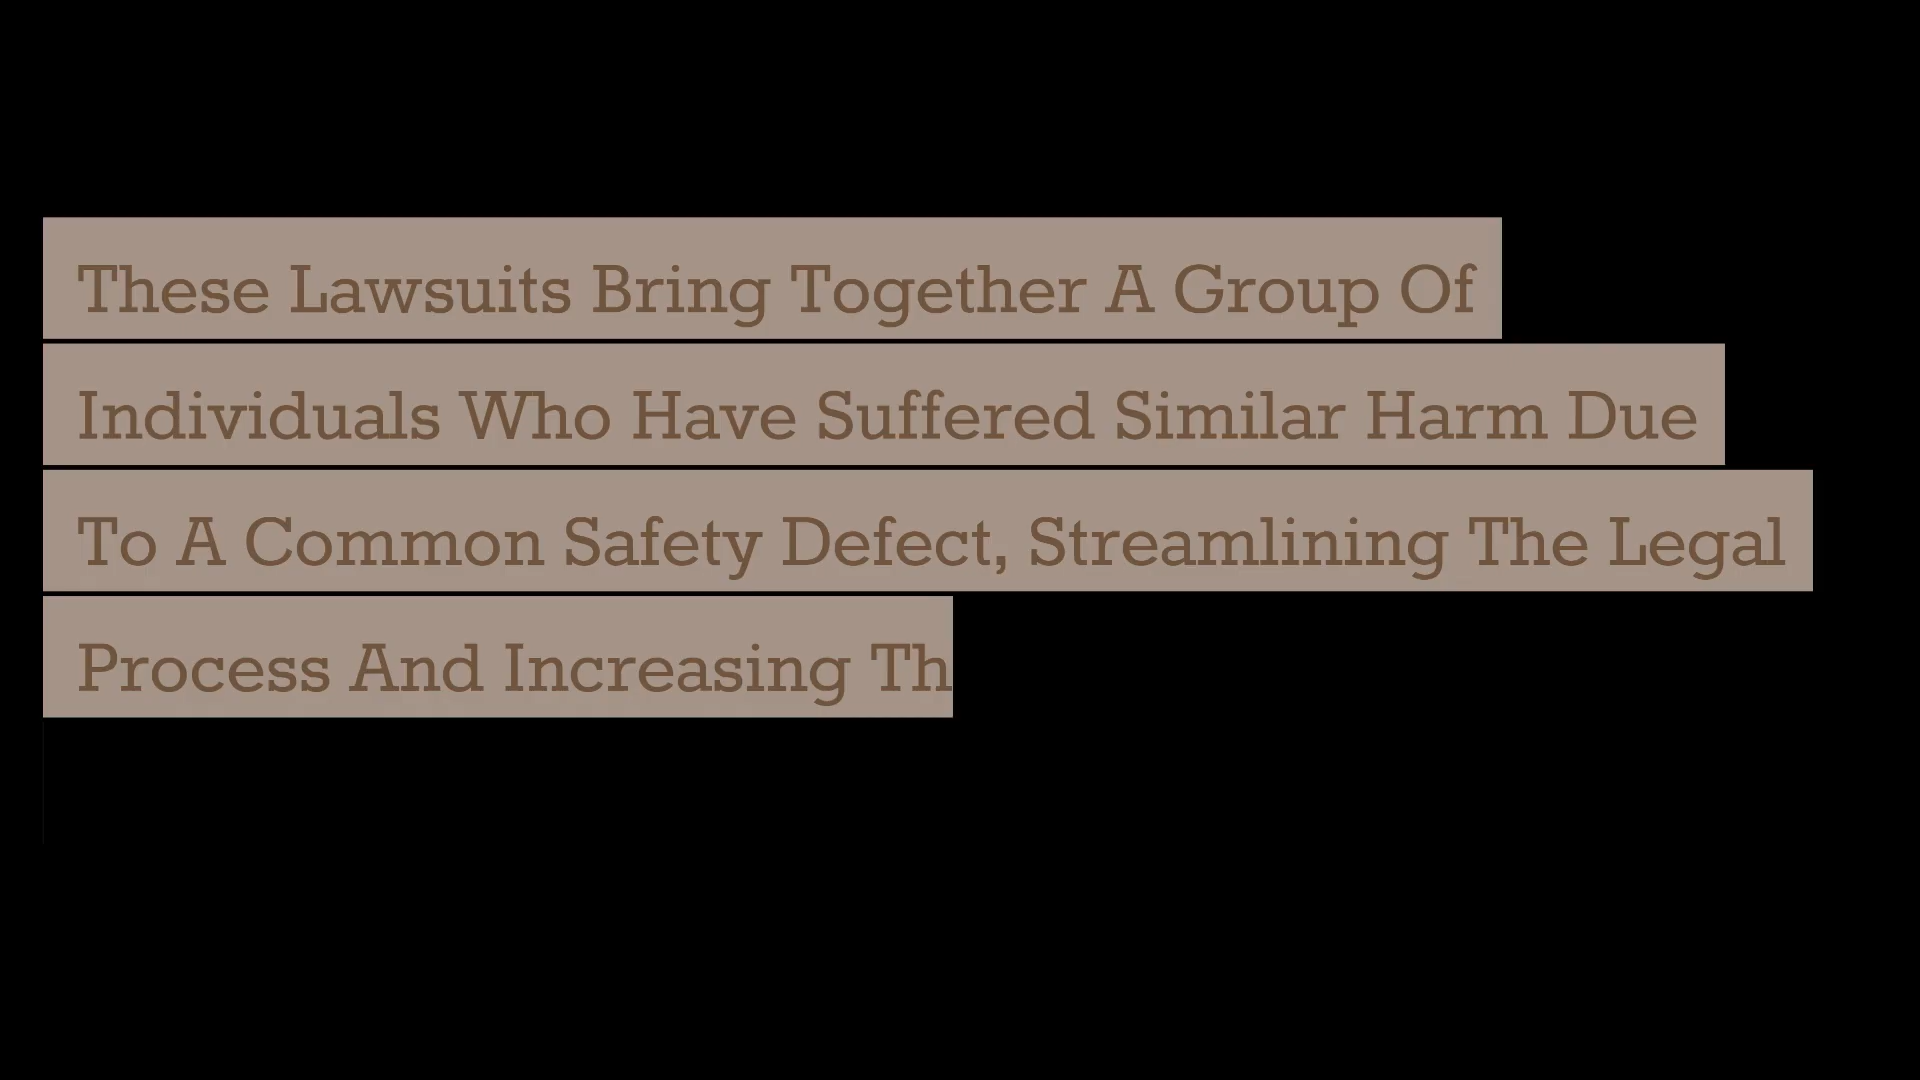 These Lawsuits Bring Together A Group Of
Individuals Who Have Suffered Similar Harm Due
To A Common Safety Defect, Streamlining The Legal
Process And Increasing Th